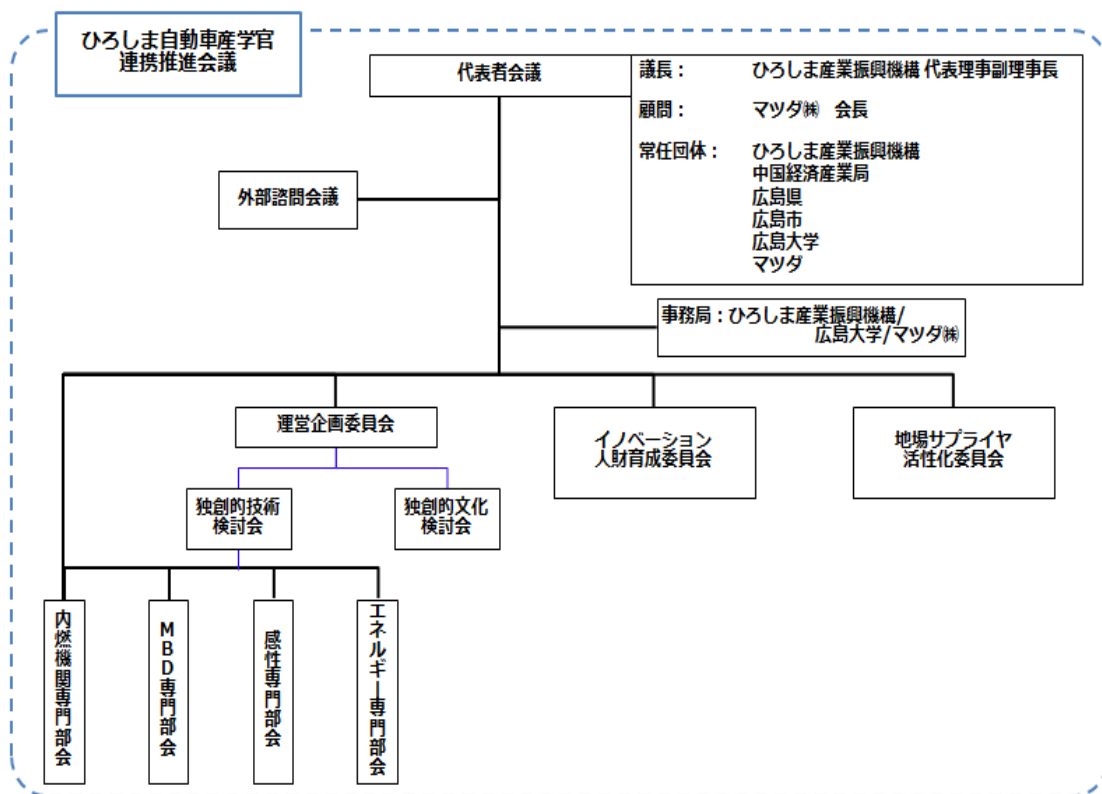 ひろしま自動車産学官
連携推進会議
代表者会議
議長： ひろしま産業振興機構 代表理事副理事長
顧問： マツダ㈱ 会長
常任団体： ひろしま産業振興機構
中国経済産業局
広島県
広島市
広島大学
マツダ
外部諮問会議
事務局：ひろしま産業振興機構/
広島大学/マツダ㈱
運営企画委員会
イノベーション
人財育成委員会
地場サプライヤ
活性化委員会
独創的技術
検討会
独創的文化
検討会
内燃機関専門部会
MBD専門部会
感性専門部会
エネルギー専門部会